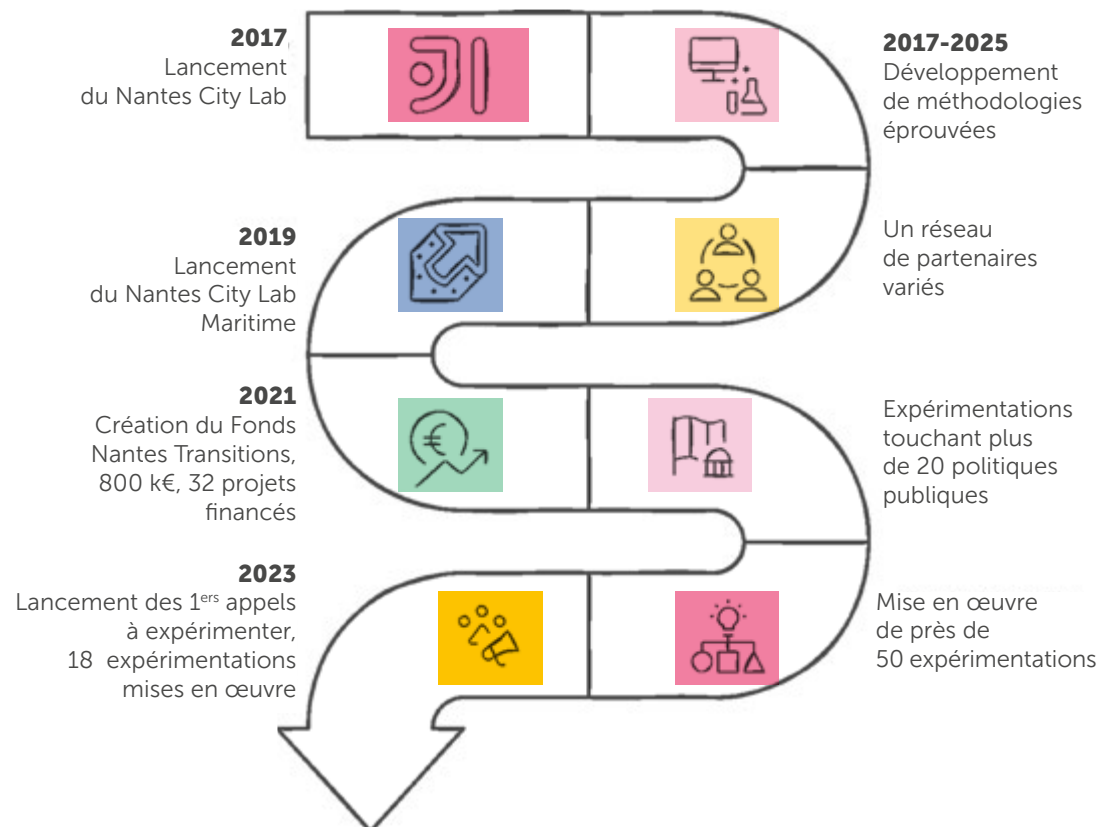 2017
Lancement
du Nantes City Lab
2017-2025
Développement
de méthodologies
éprouvées
2019
Lancement
du Nantes City Lab
Maritime
Un réseau
de partenaires
variés
2021
Création du Fonds
Nantes Transitions,
800 k€, 32 projets
financés
Expérimentations
touchant plus
de 20 politiques
publiques
2023
Lancement des 1ers appels
à expérimenter,
18 expérimentations
mises en œuvre
Mise en œuvre
de près de
50 expérimentations